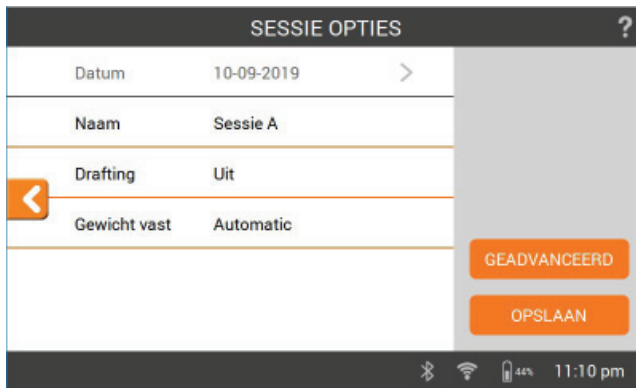 SESSIE OPTIES ?
Datum 10-09-2019
Naam Sessie A
Drafting Uit
Gewicht vast Automatic
GEADVANCEERD
OPSLAAN
44% 11:10 pm